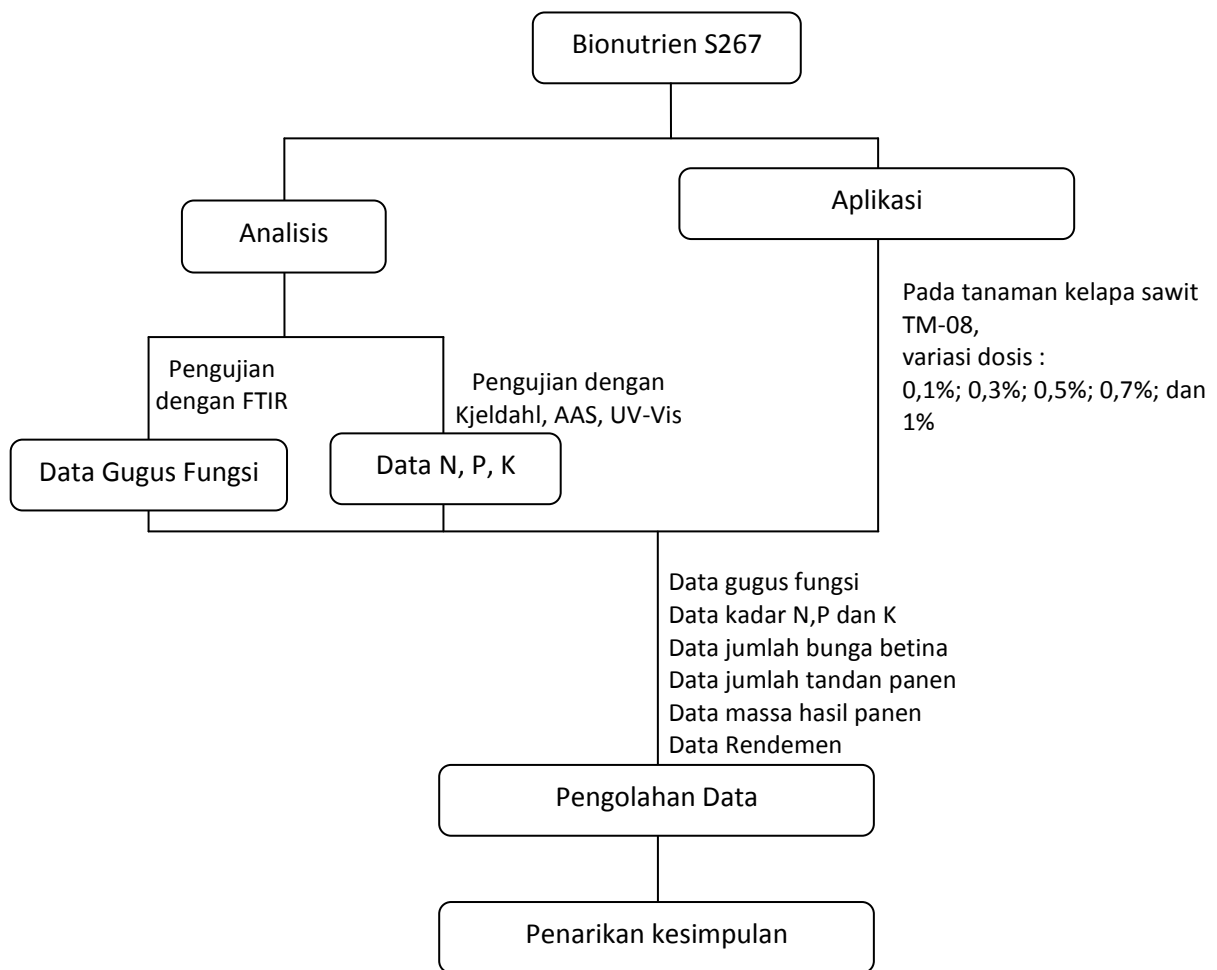 Bionutrien S267
Analisis
Aplikasi
Pengujian
dengan FTIR
Pengujian dengan
Kjeldahl, AAS, UV-Vis
Pada tanaman kelapa sawit
TM-08,
variasi dosis :
0,1%; 0,3%; 0,5%; 0,7%; dan
1%
Data Gugus Fungsi
Data N, P, K
Data gugus fungsi
Data kadar N,P dan K
Data jumlah bunga betina
Data jumlah tandan panen
Data massa hasil panen
Data Rendemen
Pengolahan Data
Penarikan kesimpulan